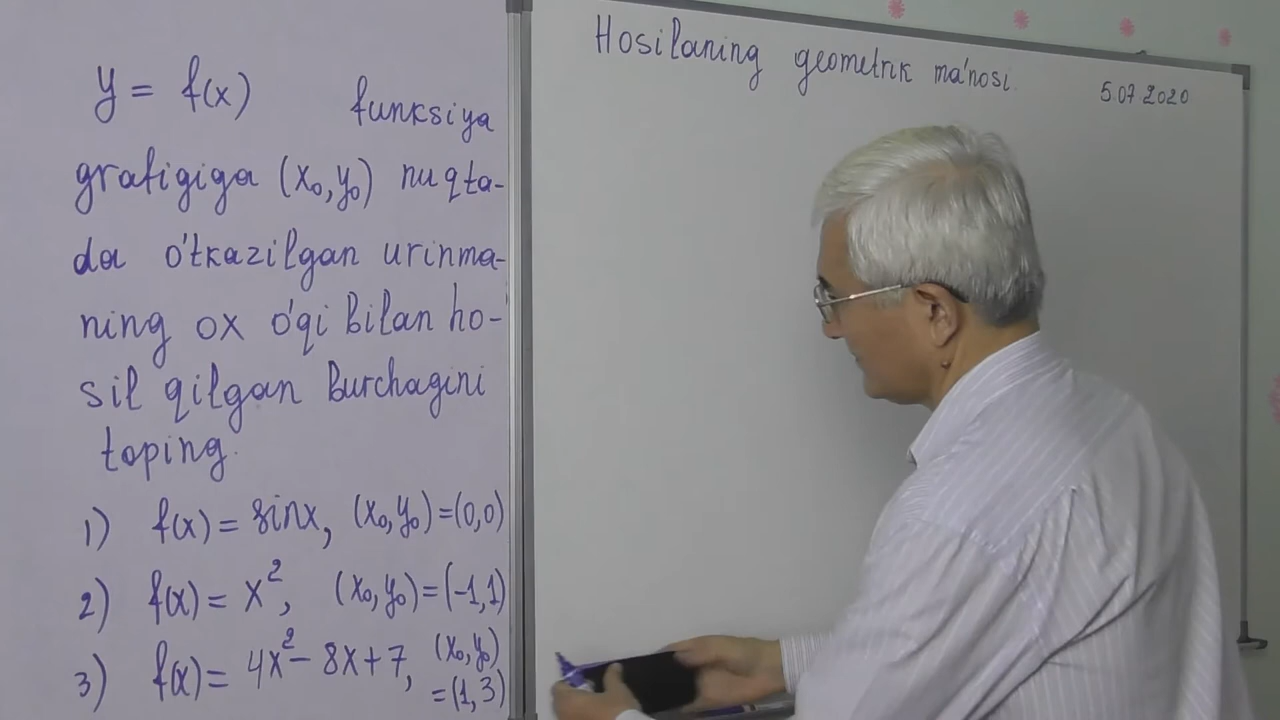 y = f(x) funksiya
grafigiga (x₀,y₀) nuqta-
da o'tkazilgan urinma-
ning ox o'qi bilan ho-
sil qilgan burchagini
toping.
1) f(x) = sinx, (x₀,y₀)=(0,0)
2) f(x) = x², (x₀,y₀)=(-1,1)
3) f(x) = 4x²- 8x+7, (x₀,y₀)
=(1,3)
Hosilaning geometrik ma'nosi.
5.07.2020